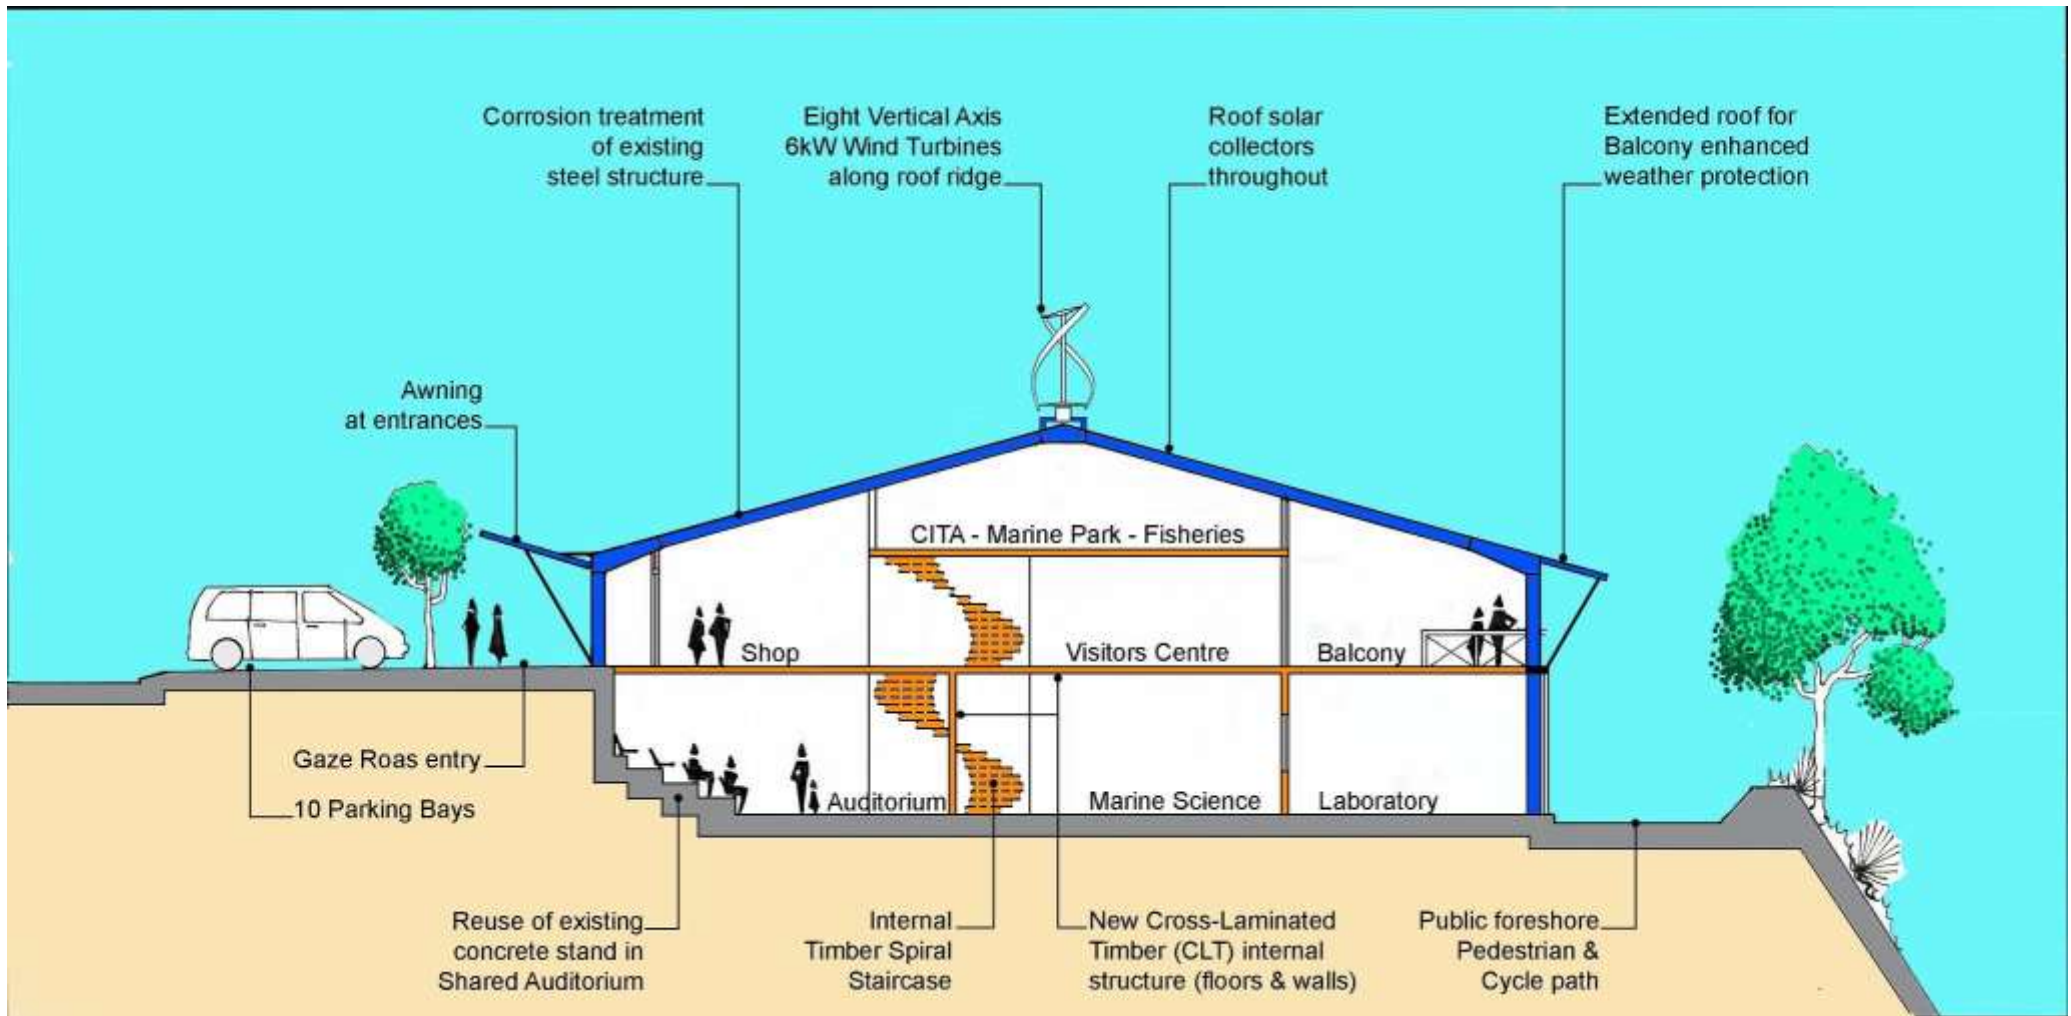 Corrosion treatment
of existing
steel structure
Eight Vertical Axis
6kW Wind Turbines
along roof ridge
Roof solar
collectors
throughout
Extended roof for
Balcony enhanced
weather protection
Awning
at entrances
CITA - Marine Park - Fisheries
Shop
Visitors Centre
Balcony
Gaze Roas entry
10 Parking Bays
Auditorium
Marine Science
Laboratory
Reuse of existing
concrete stand in
Shared Auditorium
Internal
Timber Spiral
Staircase
New Cross-Laminated
Timber (CLT) internal
structure (floors & walls)
Public foreshore
Pedestrian &
Cycle path